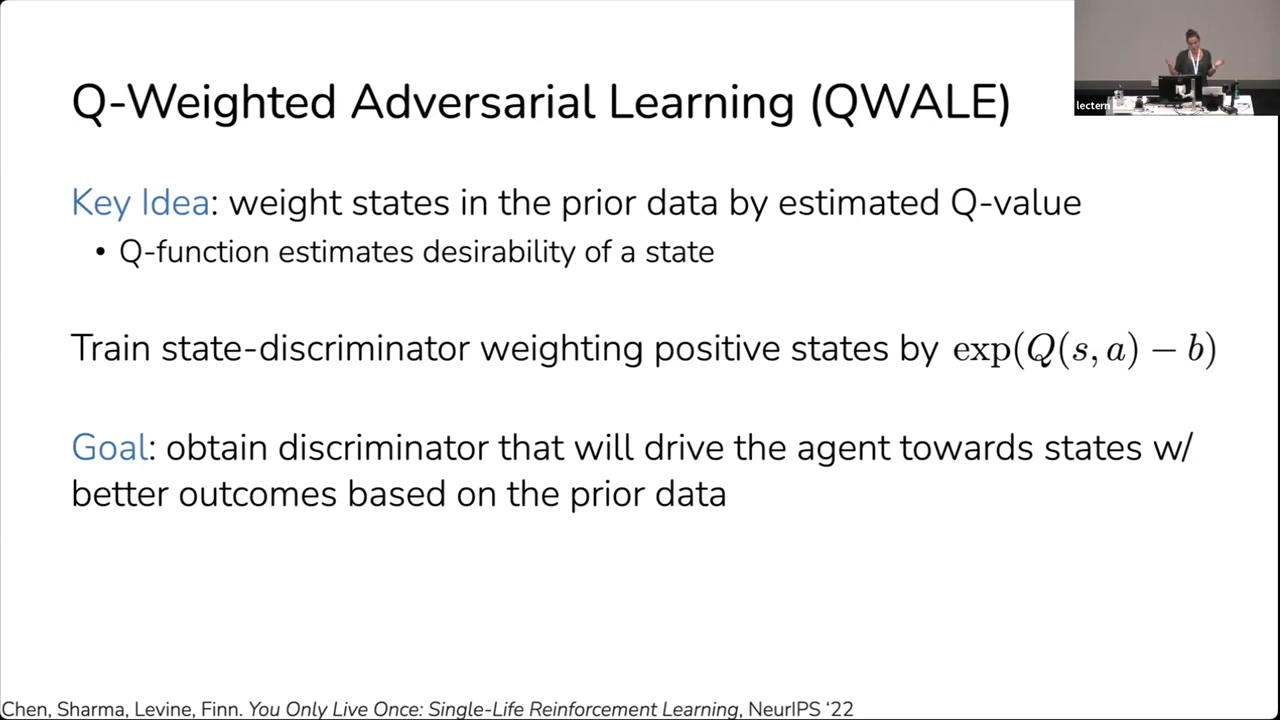 Q-Weighted Adversarial Learning (QWALE)
lectern
Key Idea: weight states in the prior data by estimated Q-value
• Q-function estimates desirability of a state
Train state-discriminator weighting positive states by exp(Q(s, a) − b)
Goal: obtain discriminator that will drive the agent towards states w/
better outcomes based on the prior data
Chen, Sharma, Levine, Finn. You Only Live Once: Single-Life Reinforcement Learning, NeurIPS ‘22